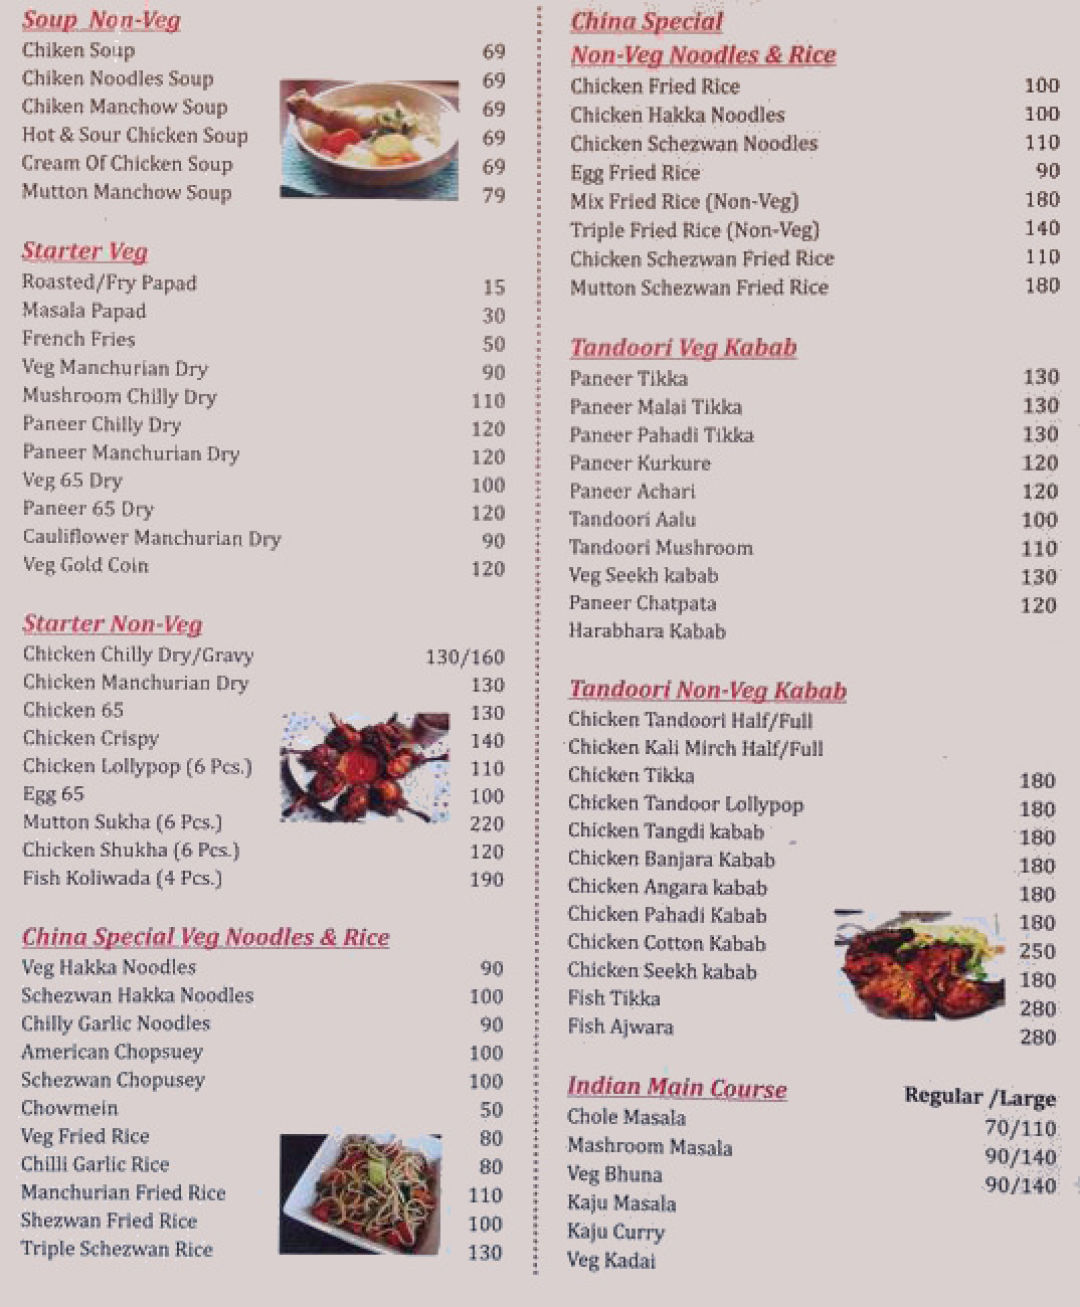 Soup Non-Veg
Chiken Soup 69
Chiken Noodles Soup 69
Chiken Manchow Soup 69
Hot & Sour Chicken Soup 69
Cream Of Chicken Soup 69
Mutton Manchow Soup 79
Starter Veg
Roasted/Fry Papad 15
Masala Papad 30
French Fries 50
Veg Manchurian Dry 90
Mushroom Chilly Dry 110
Paneer Chilly Dry 120
Paneer Manchurian Dry 120
Veg 65 Dry 100
Paneer 65 Dry 120
Cauliflower Manchurian Dry 90
Veg Gold Coin 120
Starter Non-Veg
Chicken Chilly Dry/Gravy 130/160
Chicken Manchurian Dry 130
Chicken 65 130
Chicken Crispy 140
Chicken Lollypop (6 Pcs.) 110
Egg 65 100
Mutton Sukha (6 Pcs.) 220
Chicken Shukha (6 Pcs.) 120
Fish Koliwada (4 Pcs.) 190
China Special Veg Noodles & Rice
Veg Hakka Noodles 90
Schezwan Hakka Noodles 100
Chilly Garlic Noodles 90
American Chopsuey 100
Schezwan Chopusey 100
Chowmein 50
Veg Fried Rice 80
Chilli Garlic Rice 80
Manchurian Fried Rice 110
Shezwan Fried Rice 100
Triple Schezwan Rice 130
China Special
Non-Veg Noodles & Rice
Chicken Fried Rice 100
Chicken Hakka Noodles 100
Chicken Schezwan Noodles 110
Egg Fried Rice 90
Mix Fried Rice (Non-Veg) 180
Triple Fried Rice (Non-Veg) 140
Chicken Schezwan Fried Rice 110
Mutton Schezwan Fried Rice 180
Tandoori Veg Kabab
Paneer Tikka 130
Paneer Malai Tikka 130
Paneer Pahadi Tikka 130
Paneer Kurkure 120
Paneer Achari 120
Tandoori Aalu 100
Tandoori Mushroom 110
Veg Seekh kabab 130
Paneer Chatpata 120
Harabhara Kabab
Tandoori Non-Veg Kabab
Chicken Tandoori Half/Full
Chicken Kali Mirch Half/Full
Chicken Tikka 180
Chicken Tandoor Lollypop 180
Chicken Tangdi kabab 180
Chicken Banjara Kabab 180
Chicken Angara kabab 180
Chicken Pahadi Kabab 180
Chicken Cotton Kabab 250
Chicken Seekh kabab 180
Fish Tikka 280
Fish Ajwara 280
Indian Main Course Regular /Large
Chole Masala 70/110
Mashroom Masala 90/140
Veg Bhuna 90/140
Kaju Masala
Kaju Curry
Veg Kadai